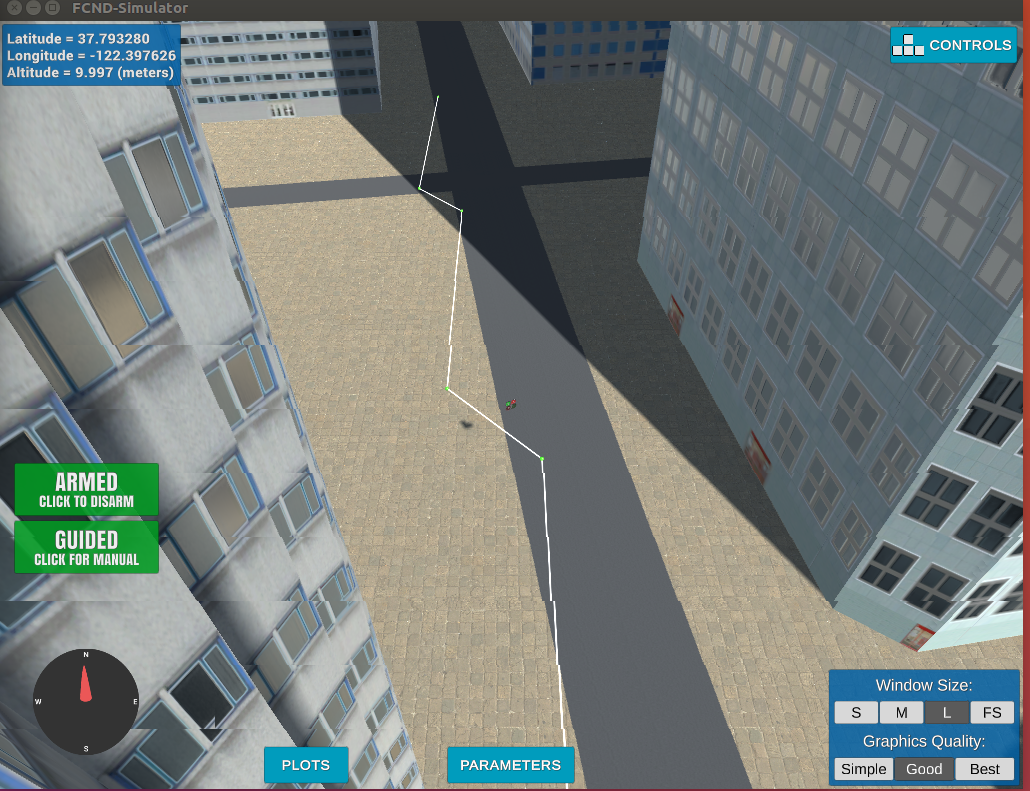 FCND-Simulator
Latitude = 37.793280
Longitude = -122.397626
Altitude = 9.997 (meters)
CONTROLS
ARMED
CLICK TO DISARM
GUIDED
CLICK FOR MANUAL
N
W E
S
PLOTS
PARAMETERS
Window Size:
S M L FS
Graphics Quality:
Simple Good Best